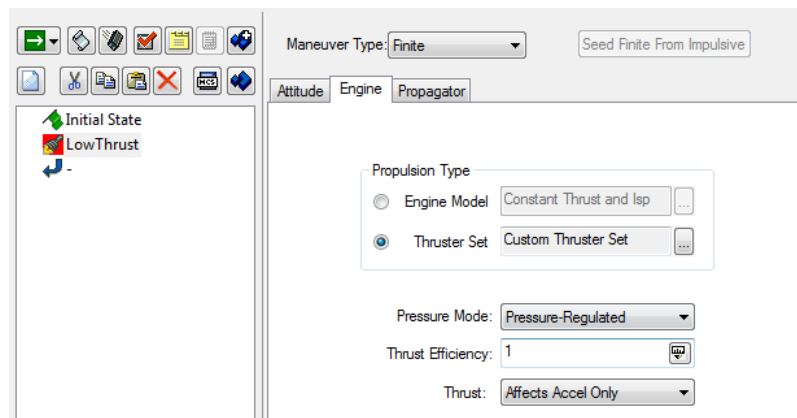 Maneuver Type: Finite
Seed Finite From Impulsive
Attitude Engine Propagator
MCS
Initial State
LowThrust
-
Propulsion Type
Engine Model Constant Thrust and Isp ...
Thruster Set Custom Thruster Set ...
Pressure Mode: Pressure-Regulated
Thrust Efficiency: 1
Thrust: Affects Accel Only